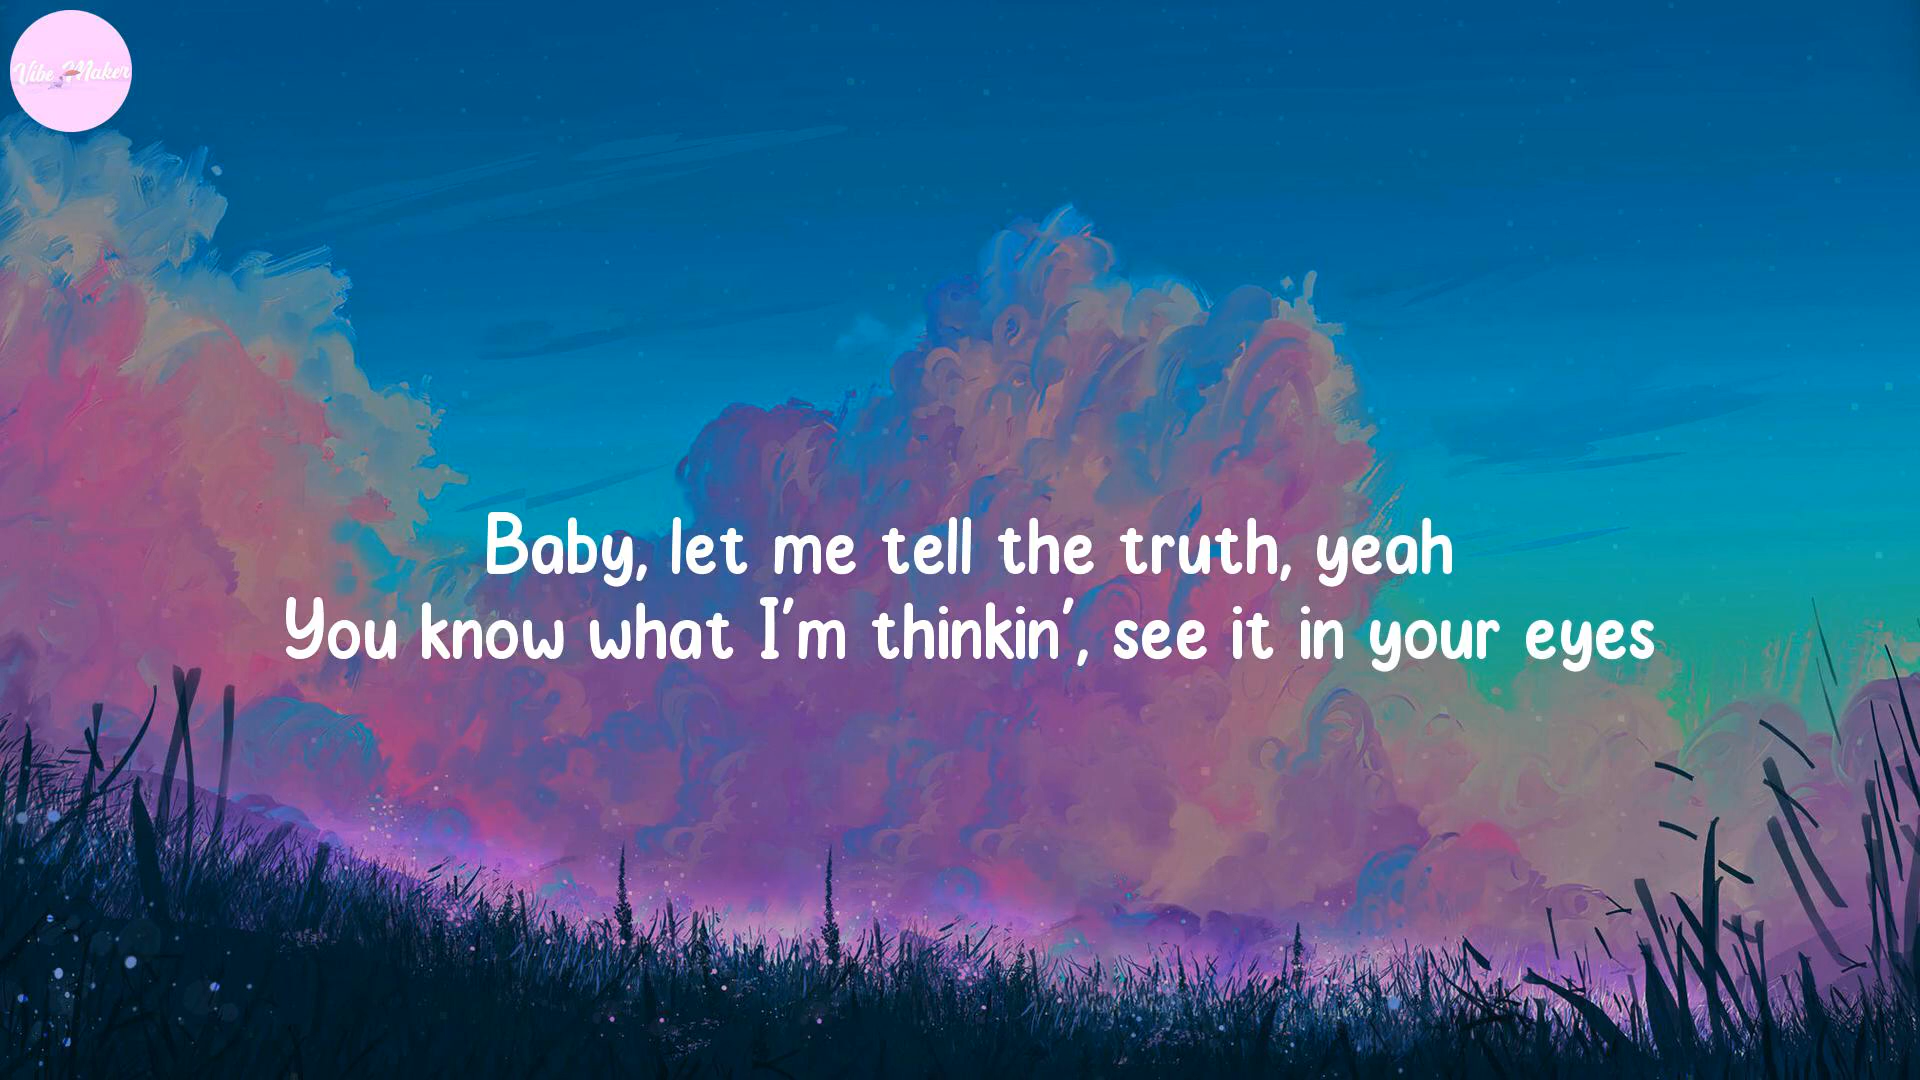 Vibe Maker
Baby, let me tell the truth, yeah
You know what I'm thinkin', see it in your eyes